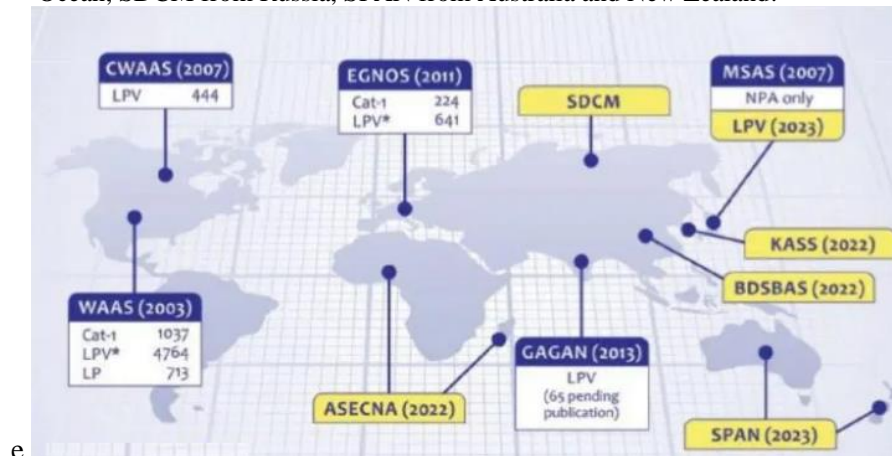 Ocean, SDCM from Russia, SPAN from Australia and New Zealand.
CWAAS (2007)
LPV 444
EGNOS (2011)
Cat-1 224
LPV* 641
SDCM
MSAS (2007)
NPA only
LPV (2023)
KASS (2022)
BDSBAS (2022)
WAAS (2003)
Cat-1 1037
LPV* 4764
LP 713
ASECNA (2022)
GAGAN (2013)
LPV
(65 pending
publication)
SPAN (2023)
e